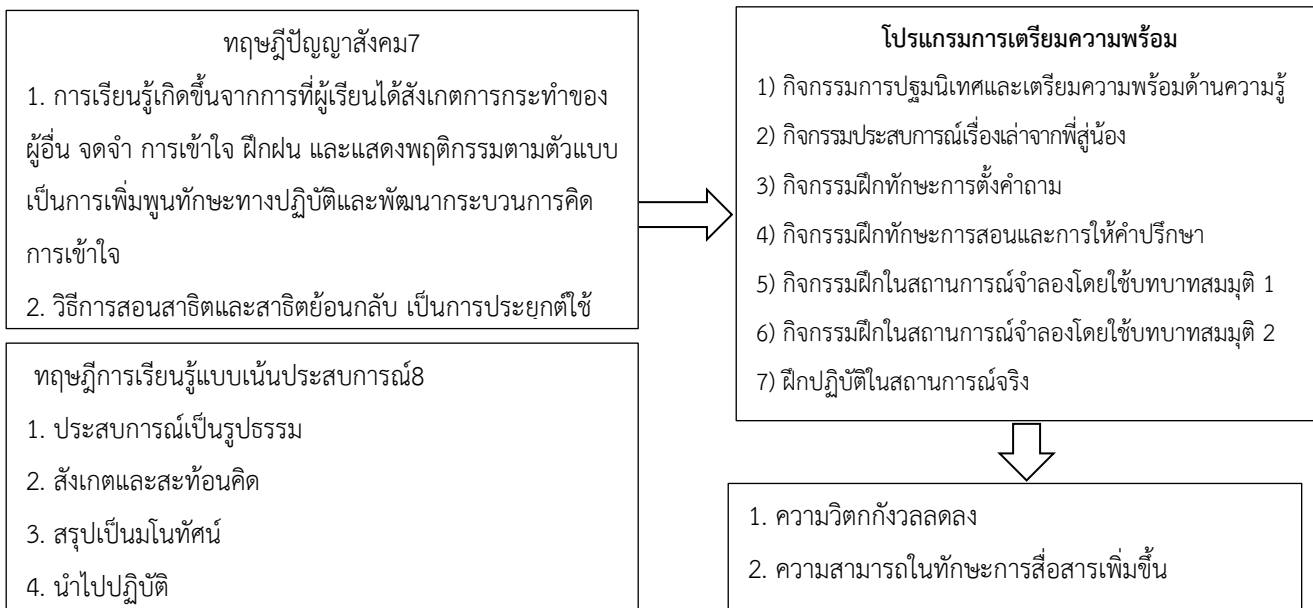 ทฤษฎีปัญญาสังคม7
1. การเรียนรู้เกิดขึ้นจากการที่ผู้เรียนได้สังเกตการกระทำของ
ผู้อื่น จดจำ การเข้าใจ ฝึกฝน และแสดงพฤติกรรมตามตัวแบบ
เป็นการเพิ่มพูนทักษะทางปฏิบัติและพัฒนากระบวนการคิด
การเข้าใจ
2. วิธีการสอนสาธิตและสาธิตย้อนกลับ เป็นการประยุกต์ใช้
ทฤษฎีการเรียนรู้แบบเน้นประสบการณ์8
1. ประสบการณ์เป็นรูปธรรม
2. สังเกตและสะท้อนคิด
3. สรุปเป็นมโนทัศน์
4. นำไปปฏิบัติ
โปรแกรมการเตรียมความพร้อม
1) กิจกรรมการปฐมนิเทศและเตรียมความพร้อมด้านความรู้
2) กิจกรรมประสบการณ์เรื่องเล่าจากพี่สู่น้อง
3) กิจกรรมฝึกทักษะการตั้งคำถาม
4) กิจกรรมฝึกทักษะการสอนและการให้คำปรึกษา
5) กิจกรรมฝึกในสถานการณ์จำลองโดยใช้บทบาทสมมุติ 1
6) กิจกรรมฝึกในสถานการณ์จำลองโดยใช้บทบาทสมมุติ 2
7) ฝึกปฏิบัติในสถานการณ์จริง
1. ความวิตกกังวลลดลง
2. ความสามารถในทักษะการสื่อสารเพิ่มขึ้น